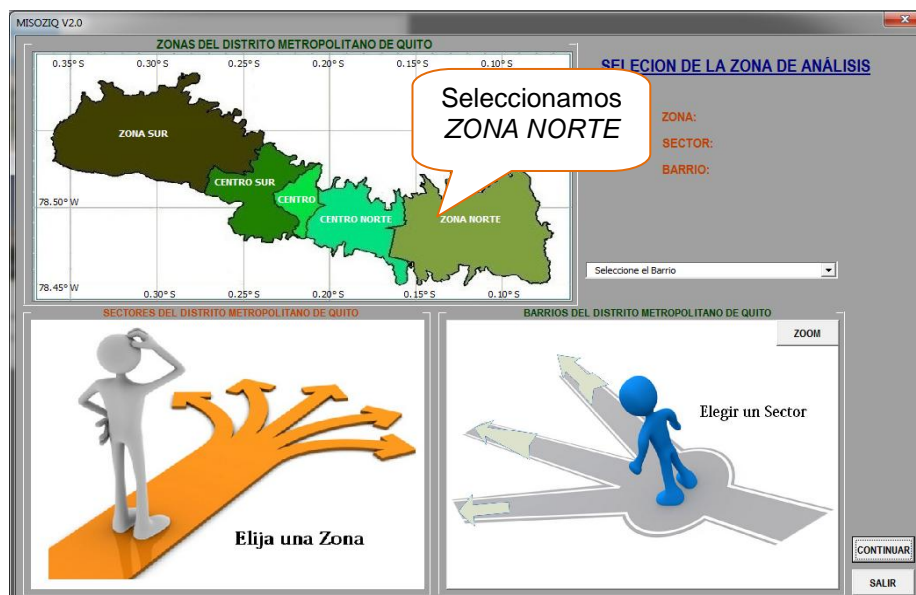 MISOZIQ V2.0
ZONAS DEL DISTRITO METROPOLITANO DE QUITO
0.35° S 0.30° S 0.25° S 0.20° S 0.15° S 0.10° S
ZONA SUR
CENTRO SUR
CENTRO
CENTRO NORTE
ZONA NORTE
78.50° W
78.45° W
0.30° S 0.25° S 0.20° S 0.15° S 0.10° S
Seleccionamos
ZONA NORTE
SELECION DE LA ZONA DE ANÁLISIS
ZONA:
SECTOR:
BARRIO:
Seleccione el Barrio
SECTORES DEL DISTRITO METROPOLITANO DE QUITO
Elija una Zona
BARRIOS DEL DISTRITO METROPOLITANO DE QUITO
ZOOM
Elegir un Sector
CONTINUAR
SALIR